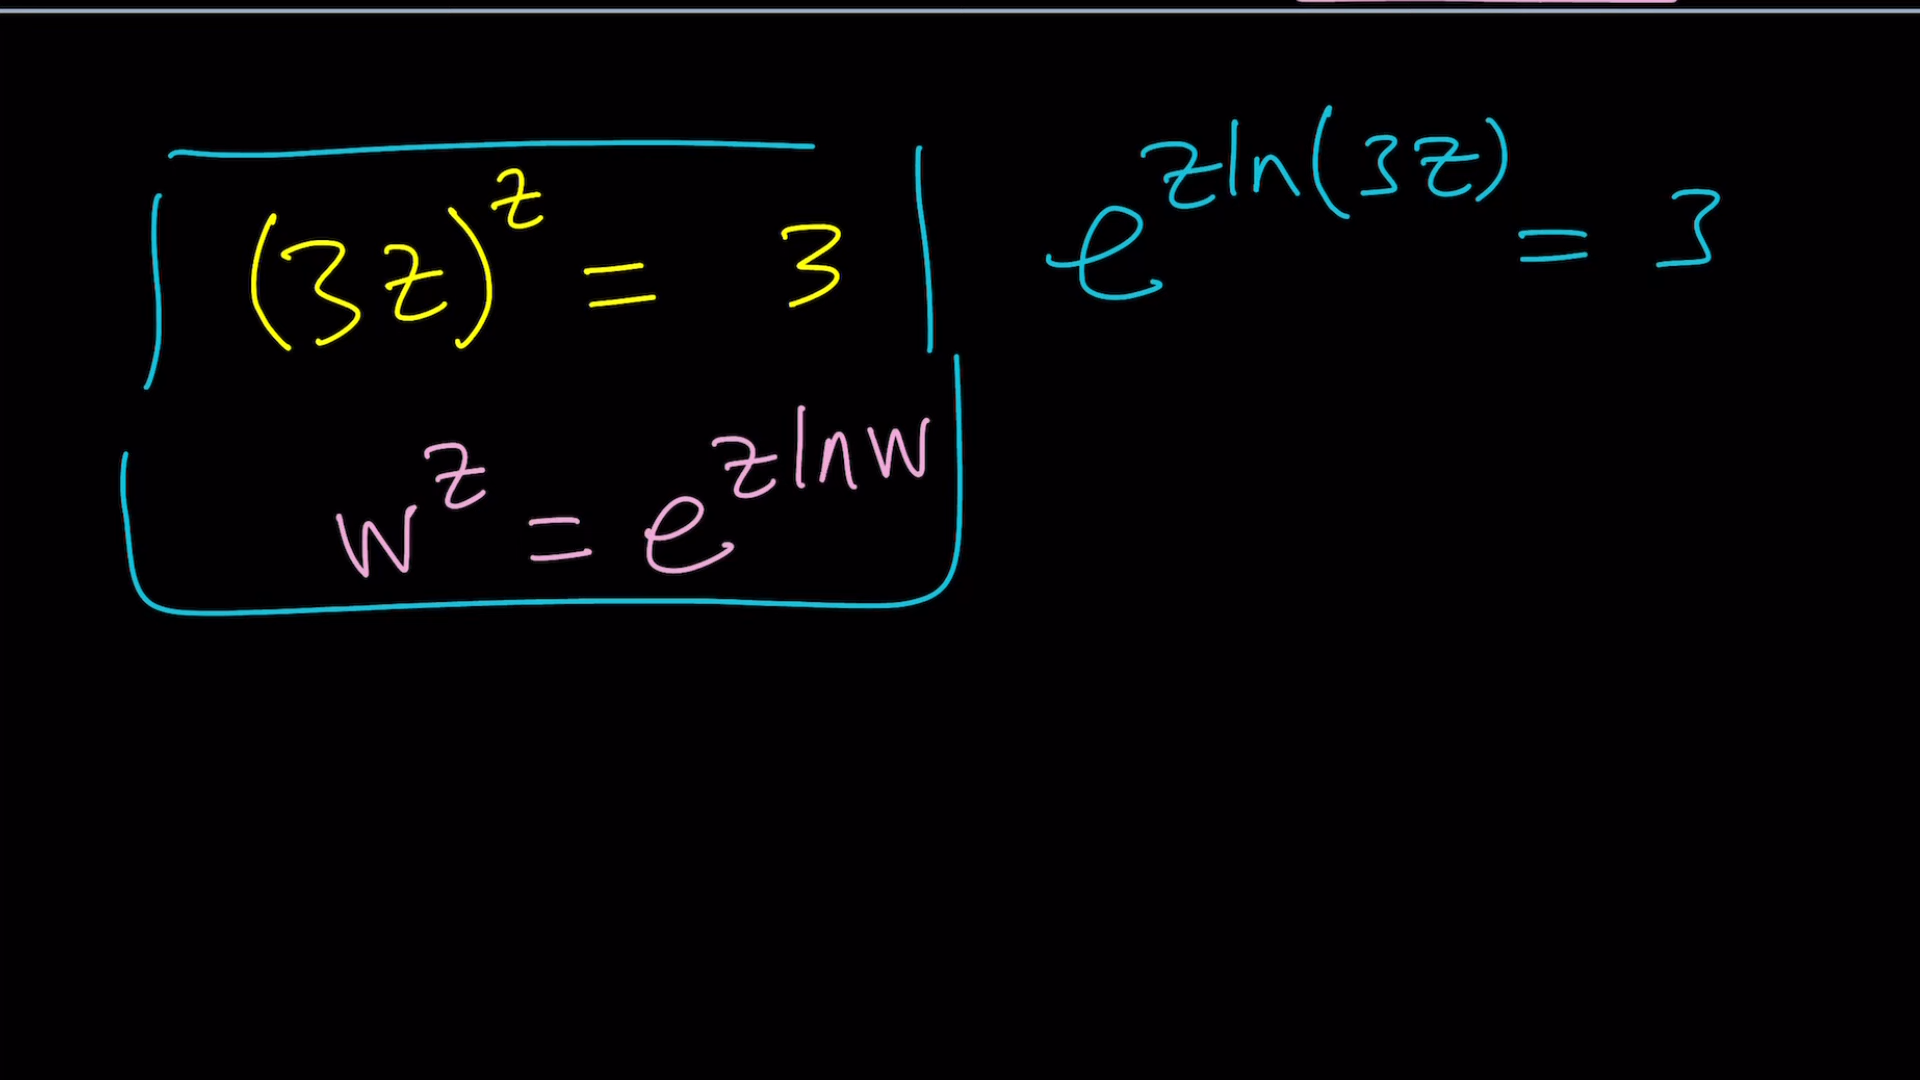 (3z)^z = 3
w^z = e^{z ln w}
e^{z ln(3z)} = 3